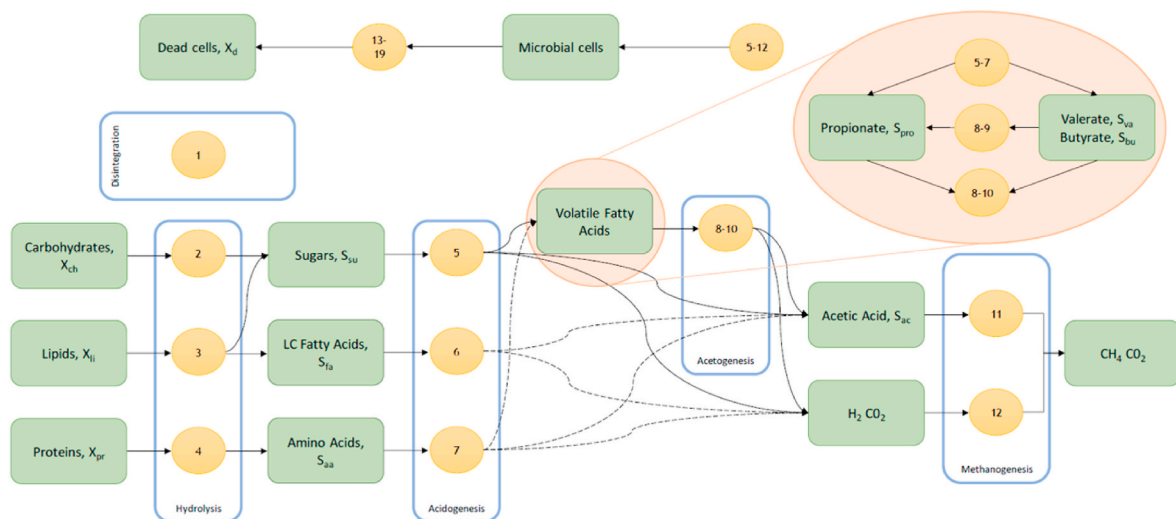 Dead cells, Xd
13-
19
Microbial cells
5-12
5-7
Propionate, Spro
8-9
Valerate, Sva
Butyrate, Sbu
8-10
Disintegration
1
Volatile Fatty
Acids
8-10
Carbohydrates,
Xch
2
Sugars, Ssu
5
Acetic Acid, Sac
11
Lipids, Xli
3
LC Fatty Acids,
Sfa
6
Acetogenesis
CH4 CO2
H2 CO2
12
Proteins, Xpr
4
Amino Acids,
Saa
7
Methanogenesis
Hydrolysis
Acidogenesis